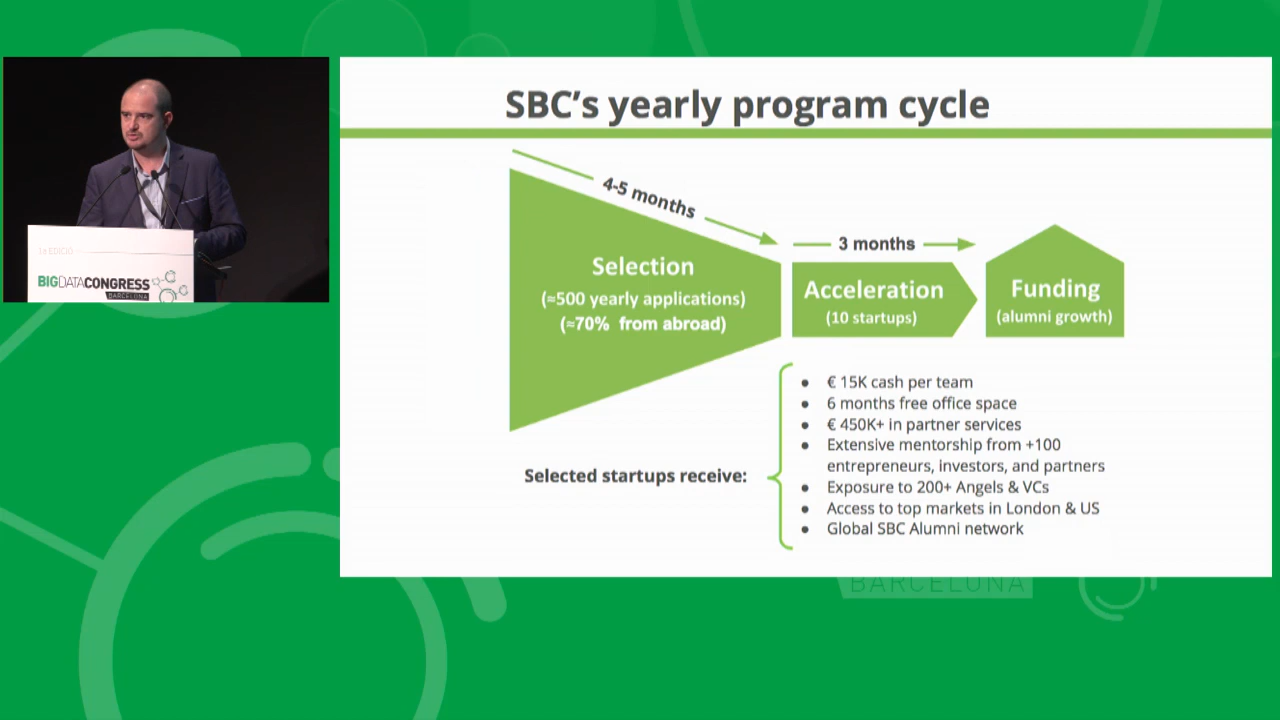 SBC's yearly program cycle
4-5 months
3 months
Selection
(≈500 yearly applications)
(≈70% from abroad)
Acceleration
(10 startups)
Funding
(alumni growth)
Selected startups receive:
● € 15K cash per team
● 6 months free office space
● € 450K+ in partner services
● Extensive mentorship from +100
entrepreneurs, investors, and partners
● Exposure to 200+ Angels & VCs
● Access to top markets in London & US
● Global SBC Alumni network
1a EDICIÓ
BIGDATACONGRESS
BARCELONA
BARCELONA